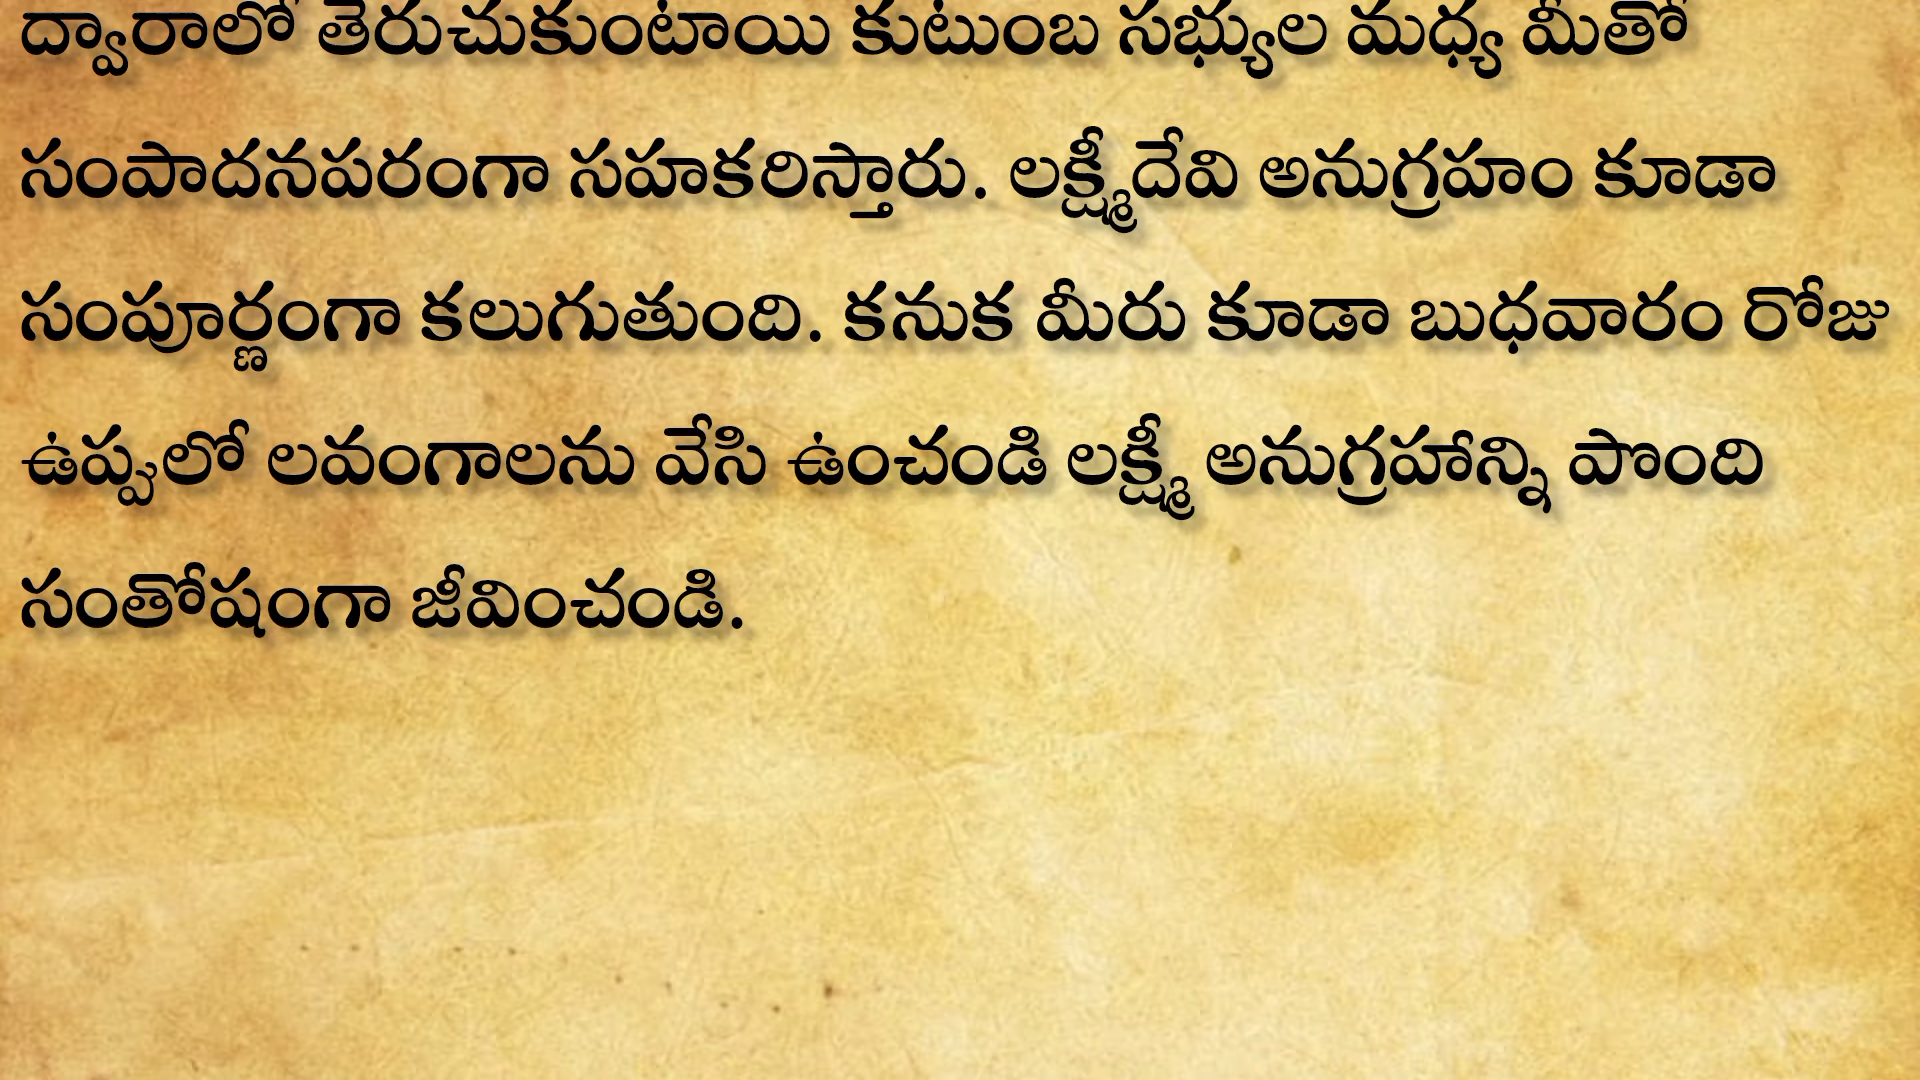 ద్వారాలో తెరుచుకుంటాయి కుటుంబ సభ్యుల మధ్య మీతో
సంపాదనపరంగా సహకరిస్తారు. లక్ష్మీదేవి అనుగ్రహం కూడా
సంపూర్ణంగా కలుగుతుంది. కనుక మీరు కూడా బుధవారం రోజు
ఉప్పులో లవంగాలను వేసి ఉంచండి లక్ష్మీ అనుగ్రహాన్ని పొంది
సంతోషంగా జీవించండి.